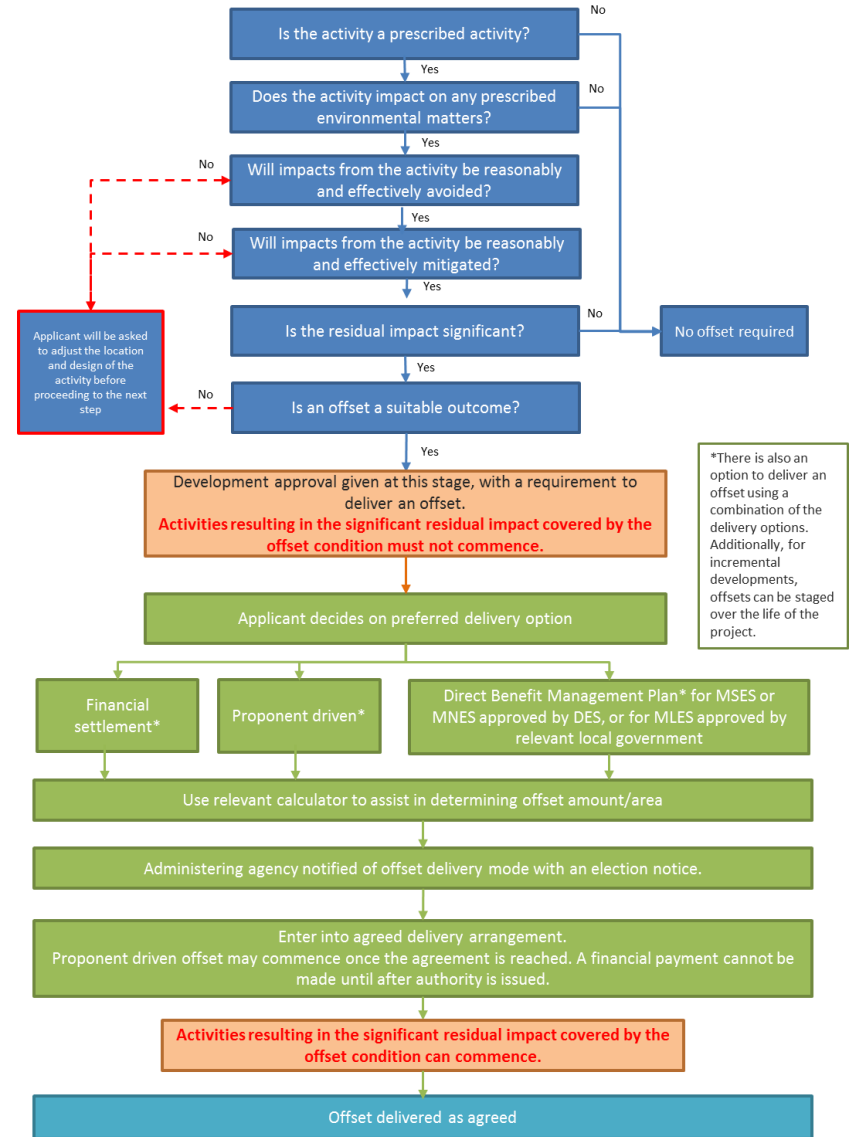 Is the activity a prescribed activity?
No
Yes
Does the activity impact on any prescribed
environmental matters?
No
Yes
Will impacts from the activity be reasonably
and effectively avoided?
No
Yes
Will impacts from the activity be reasonably
and effectively mitigated?
No
Yes
Is the residual impact significant?
No
No offset required
Applicant will be asked
to adjust the location
and design of the
activity before
proceeding to the next
step
Yes
Is an offset a suitable outcome?
No
Yes
Development approval given at this stage, with a requirement to
deliver an offset.
Activities resulting in the significant residual impact covered by the
offset condition must not commence.
*There is also an
option to deliver an
offset using a
combination of the
delivery options.
Additionally, for
incremental
developments,
offsets can be staged
over the life of the
project.
Applicant decides on preferred delivery option
Financial
settlement*
Proponent driven*
Direct Benefit Management Plan* for MSES or
MNES approved by DES, or for MLES approved by
relevant local government
Use relevant calculator to assist in determining offset amount/area
Administering agency notified of offset delivery mode with an election notice.
Enter into agreed delivery arrangement.
Proponent driven offset may commence once the agreement is reached. A financial payment cannot be
made until after authority is issued.
Activities resulting in the significant residual impact covered by the
offset condition can commence.
Offset delivered as agreed